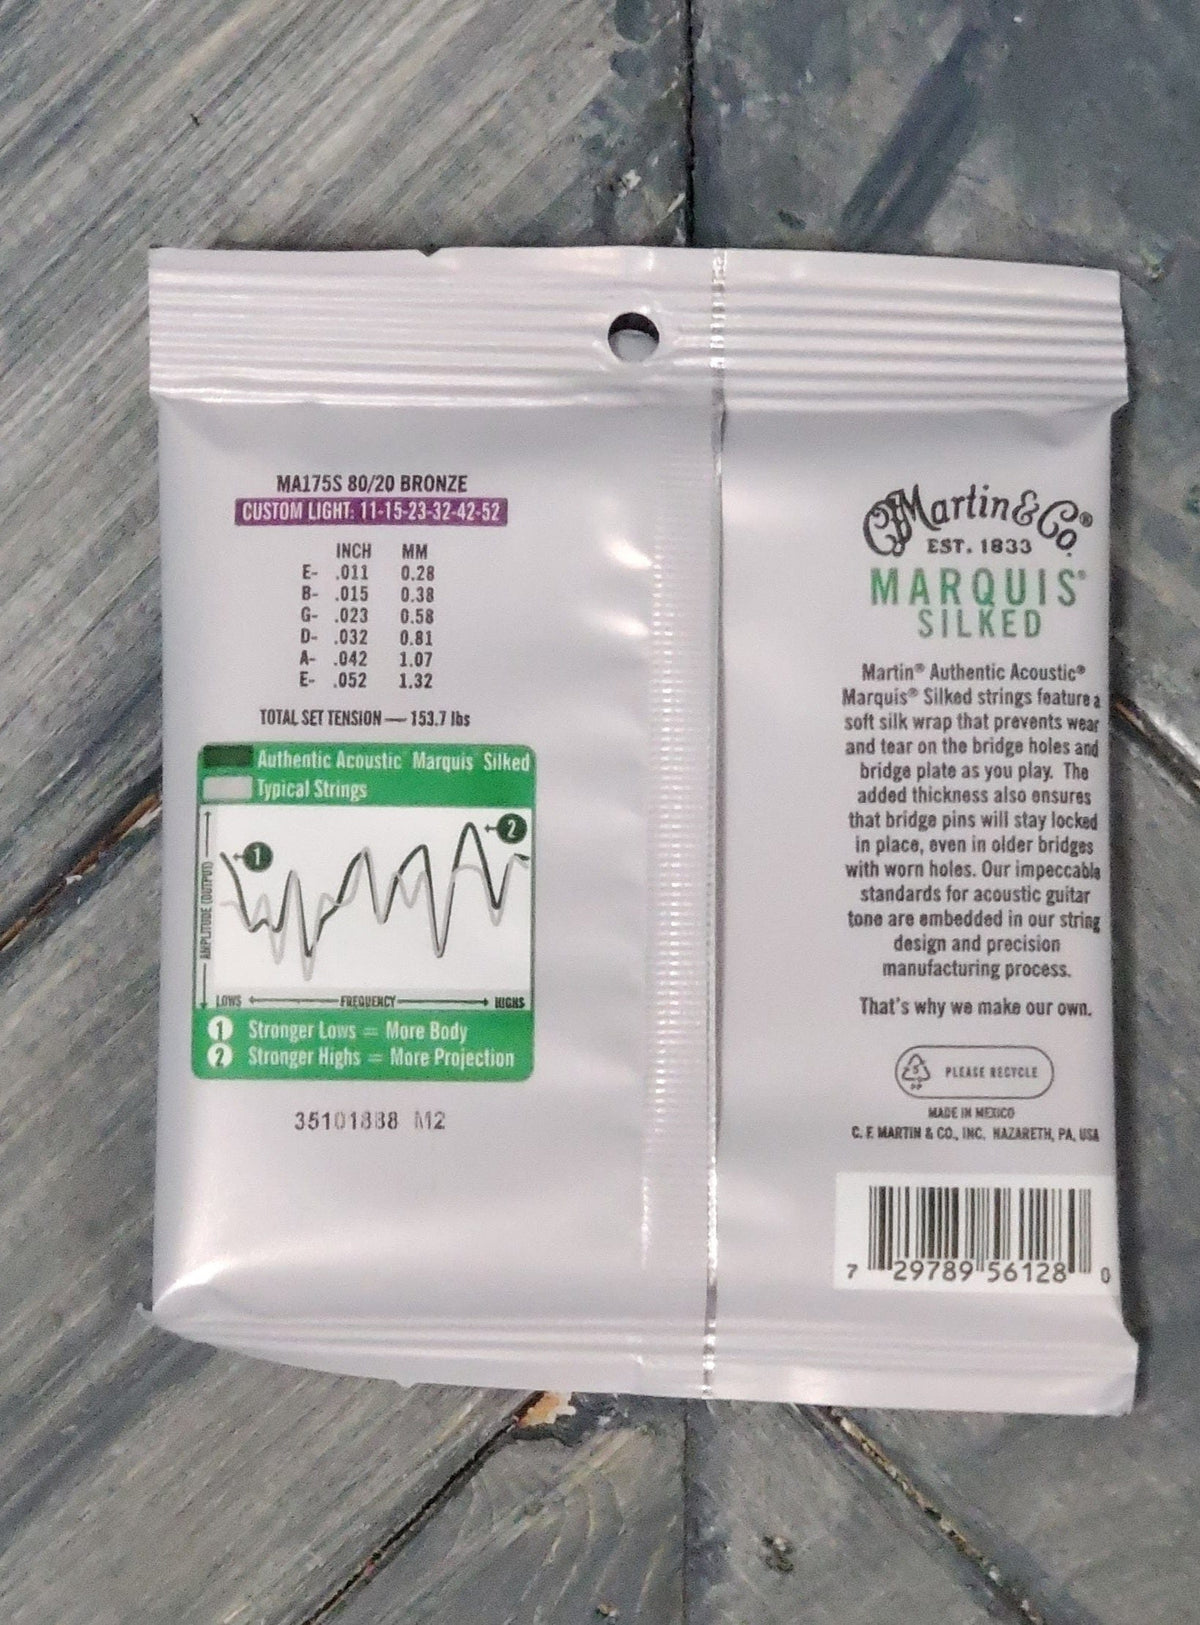 MA175S 80/20 BRONZE
CUSTOM LIGHT: 11-15-23-32-42-52
INCH MM
E- .011 0.28
B- .015 0.38
G- .023 0.58
D- .032 0.81
A- .042 1.07
E- .052 1.32
TOTAL SET TENSION — 153.7 lbs
Authentic Acoustic Marquis Silked
Typical Strings
1
2
AMPLITUDE (OUTPUT)
LOWS FREQUENCY HIGHS
1 Stronger Lows = More Body
2 Stronger Highs = More Projection
35101888 M2
CF Martin & Co.®
EST. 1833
MARQUIS®
SILKED
Martin® Authentic Acoustic®
Marquis® Silked strings feature a
soft silk wrap that prevents wear
and tear on the bridge holes and
bridge plate as you play. The
added thickness also ensures
that bridge pins will stay locked
in place, even in older bridges
with worn holes. Our impeccable
standards for acoustic guitar
tone are embedded in our string
design and precision
manufacturing process.
That's why we make our own.
5
PP
PLEASE RECYCLE
MADE IN MEXICO
C. F. MARTIN & CO., INC. NAZARETH, PA, USA
7 29789 56128 0